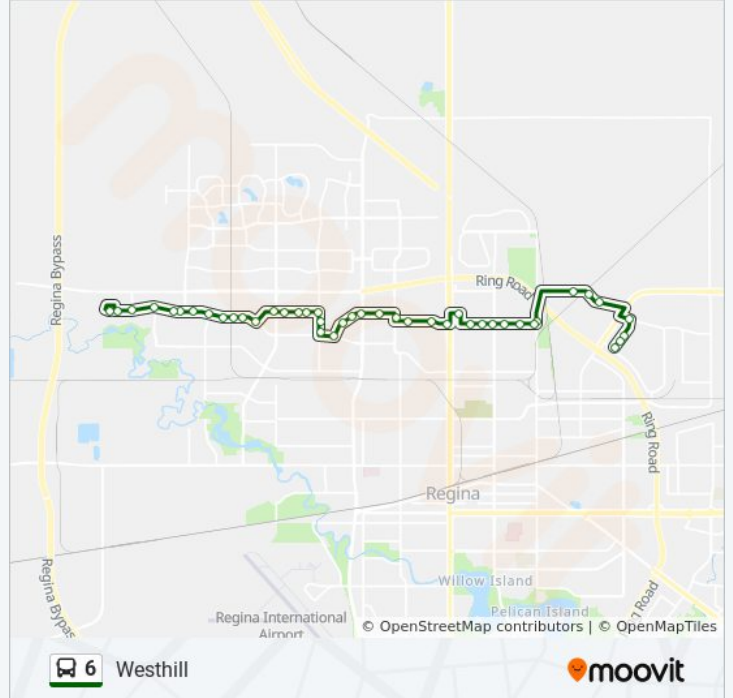 Ring Road
Regina Bypass
Ring Road
Regina
Regina Bypas
Willow Island
Pelican Island
Road
Regina International
Airport
© OpenStreetMap contributors | © OpenMapTiles
6 Westhill
moovit